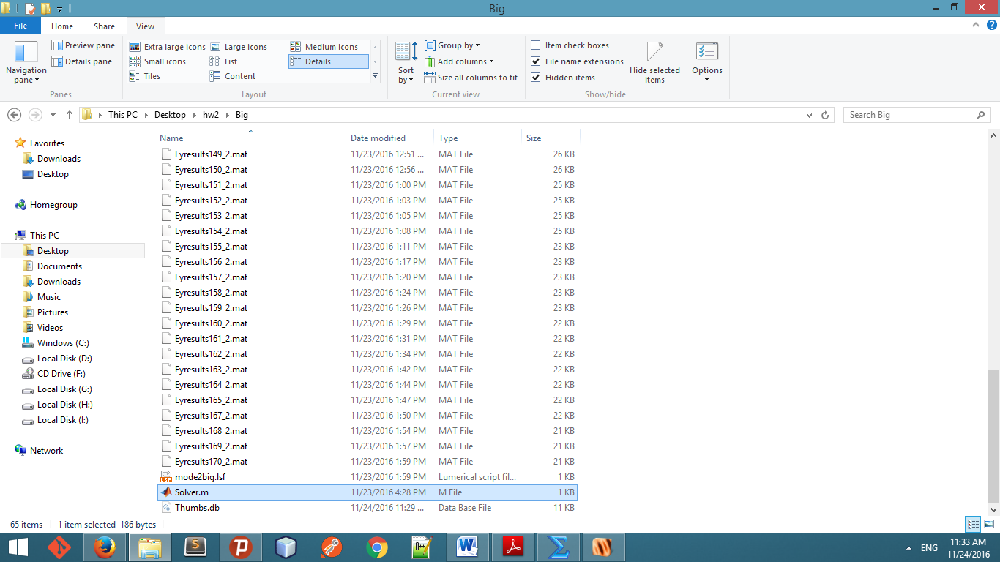 Big
File Home Share View
Navigation pane
Preview pane
Details pane
Panes
Extra large icons Large icons Medium icons
Small icons List Details
Tiles Content
Layout
Sort by
Group by
Add columns
Size all columns to fit
Current view
Item check boxes
File name extensions
Hidden items
Hide selected items
Show/hide
Options
This PC Desktop hw2 Big
Search Big
Favorites
Downloads
Desktop
Homegroup
This PC
Desktop
Documents
Downloads
Music
Pictures
Videos
Windows (C:)
Local Disk (D:)
CD Drive (F:)
Local Disk (G:)
Local Disk (H:)
Local Disk (I:)
Network
Name Date modified Type Size
Eyresults149_2.mat 11/23/2016 12:51 ... MAT File 26 KB
Eyresults150_2.mat 11/23/2016 12:56 ... MAT File 26 KB
Eyresults151_2.mat 11/23/2016 1:00 PM MAT File 25 KB
Eyresults152_2.mat 11/23/2016 1:03 PM MAT File 25 KB
Eyresults153_2.mat 11/23/2016 1:05 PM MAT File 25 KB
Eyresults154_2.mat 11/23/2016 1:08 PM MAT File 25 KB
Eyresults155_2.mat 11/23/2016 1:11 PM MAT File 23 KB
Eyresults156_2.mat 11/23/2016 1:17 PM MAT File 23 KB
Eyresults157_2.mat 11/23/2016 1:20 PM MAT File 23 KB
Eyresults158_2.mat 11/23/2016 1:24 PM MAT File 23 KB
Eyresults159_2.mat 11/23/2016 1:26 PM MAT File 23 KB
Eyresults160_2.mat 11/23/2016 1:29 PM MAT File 22 KB
Eyresults161_2.mat 11/23/2016 1:31 PM MAT File 22 KB
Eyresults162_2.mat 11/23/2016 1:34 PM MAT File 22 KB
Eyresults163_2.mat 11/23/2016 1:42 PM MAT File 22 KB
Eyresults164_2.mat 11/23/2016 1:44 PM MAT File 22 KB
Eyresults165_2.mat 11/23/2016 1:47 PM MAT File 22 KB
Eyresults167_2.mat 11/23/2016 1:50 PM MAT File 22 KB
Eyresults168_2.mat 11/23/2016 1:54 PM MAT File 21 KB
Eyresults169_2.mat 11/23/2016 1:57 PM MAT File 21 KB
Eyresults170_2.mat 11/23/2016 1:59 PM MAT File 21 KB
mode2big.lsf 11/23/2016 1:59 PM Lumerical script fil... 1 KB
Solver.m 11/23/2016 4:28 PM M File 1 KB
Thumbs.db 11/24/2016 11:29 ... Data Base File 11 KB
65 items 1 item selected 186 bytes
ENG
11:33 AM
11/24/2016